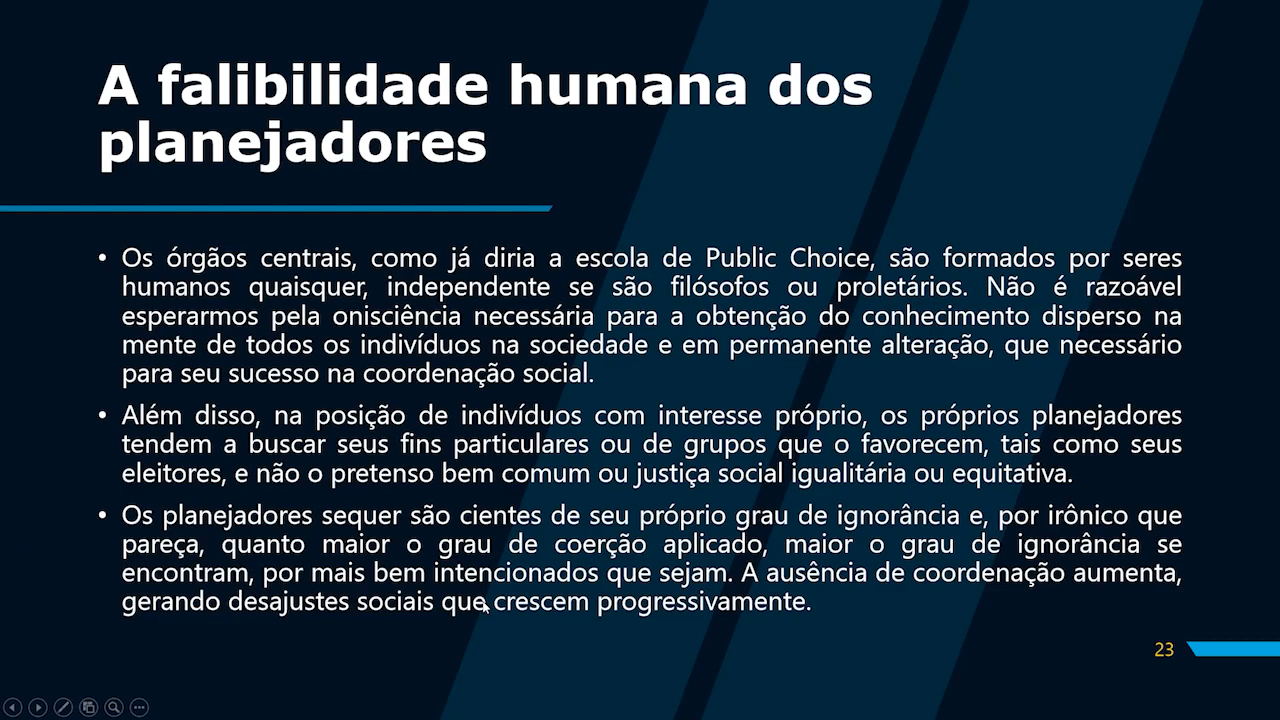 A falibilidade humana dos
planejadores
• Os órgãos centrais, como já diria a escola de Public Choice, são formados por seres
humanos quaisquer, independente se são filósofos ou proletários. Não é razoável
esperarmos pela onisciência necessária para a obtenção do conhecimento disperso na
mente de todos os indivíduos na sociedade e em permanente alteração, que necessário
para seu sucesso na coordenação social.
• Além disso, na posição de indivíduos com interesse próprio, os próprios planejadores
tendem a buscar seus fins particulares ou de grupos que o favorecem, tais como seus
eleitores, e não o pretenso bem comum ou justiça social igualitária ou equitativa.
• Os planejadores sequer são cientes de seu próprio grau de ignorância e, por irônico que
pareça, quanto maior o grau de coerção aplicado, maior o grau de ignorância se
encontram, por mais bem intencionados que sejam. A ausência de coordenação aumenta,
gerando desajustes sociais que crescem progressivamente.
23